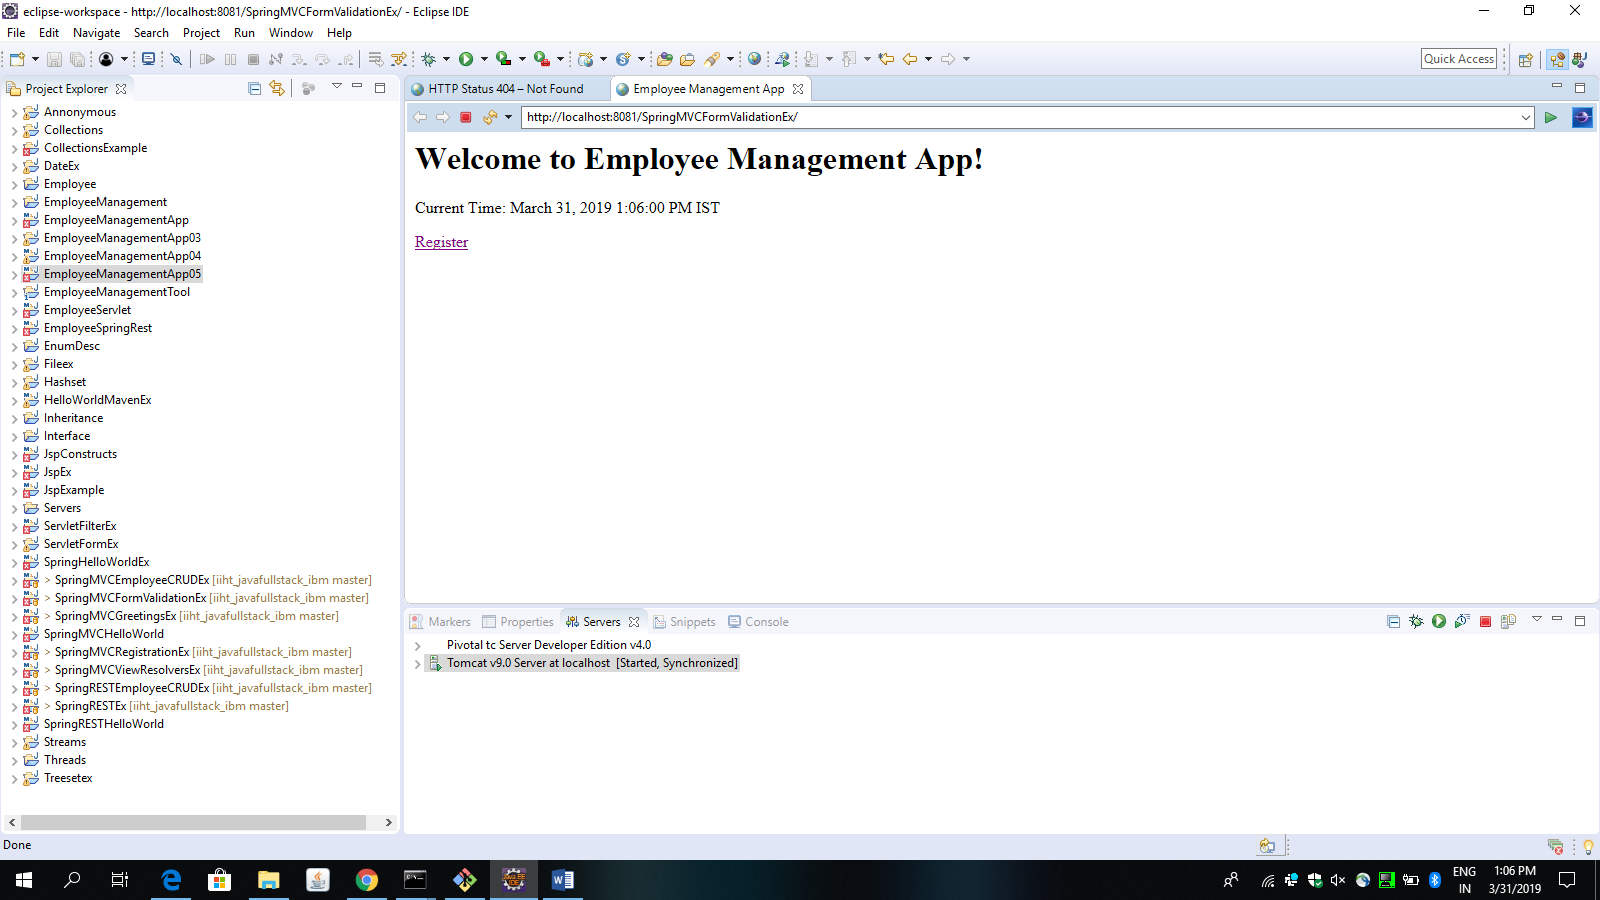 eclipse-workspace - http://localhost:8081/SpringMVCFormValidationEx/ - Eclipse IDE
File Edit Navigate Search Project Run Window Help
Quick Access
Project Explorer
Annonymous
Collections
CollectionsExample
DateEx
Employee
EmployeeManagement
EmployeeManagementApp
EmployeeManagementApp03
EmployeeManagementApp04
EmployeeManagementApp05
EmployeeManagementTool
EmployeeServlet
EmployeeSpringRest
EnumDesc
Fileex
Hashset
HelloWorldMavenEx
Inheritance
Interface
JspConstructs
JspEx
JspExample
Servers
ServletFilterEx
ServletFormEx
SpringHelloWorldEx
> SpringMVCEmployeeCRUDEx [iiht_javafullstack_ibm master]
> SpringMVCFormValidationEx [iiht_javafullstack_ibm master]
> SpringMVCGreetingsEx [iiht_javafullstack_ibm master]
SpringMVCHelloWorld
> SpringMVCRegistrationEx [iiht_javafullstack_ibm master]
> SpringMVCViewResolversEx [iiht_javafullstack_ibm master]
> SpringRESTEmployeeCRUDEx [iiht_javafullstack_ibm master]
> SpringRESTEx [iiht_javafullstack_ibm master]
SpringRESTHelloWorld
Streams
Threads
Treesetex
HTTP Status 404 – Not Found Employee Management App
http://localhost:8081/SpringMVCFormValidationEx/
Welcome to Employee Management App!
Current Time: March 31, 2019 1:06:00 PM IST
Register
Markers Properties Servers Snippets Console
Pivotal tc Server Developer Edition v4.0
Tomcat v9.0 Server at localhost [Started, Synchronized]
Done
ENG
IN
1:06 PM
3/31/2019